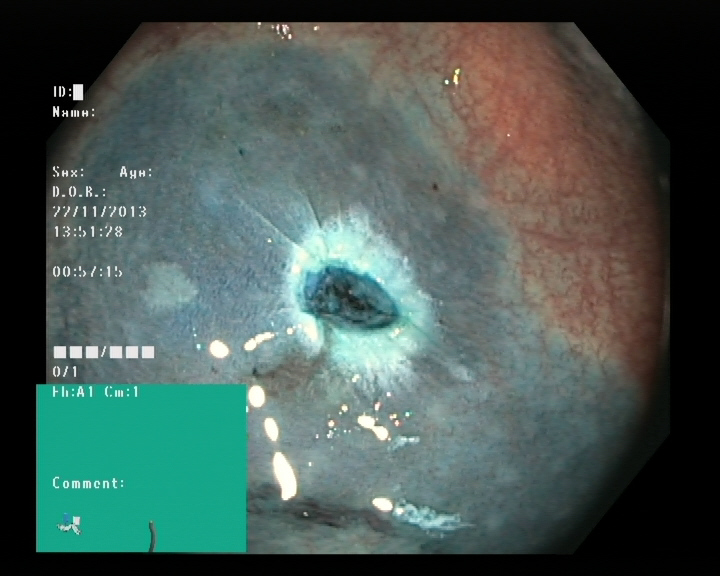 ID:
Name:
Sex: Age:
D.O.B.:
22/11/2013
13:51:28
00:57:15
0/1
Eh:A1 Cm:1
Comment: